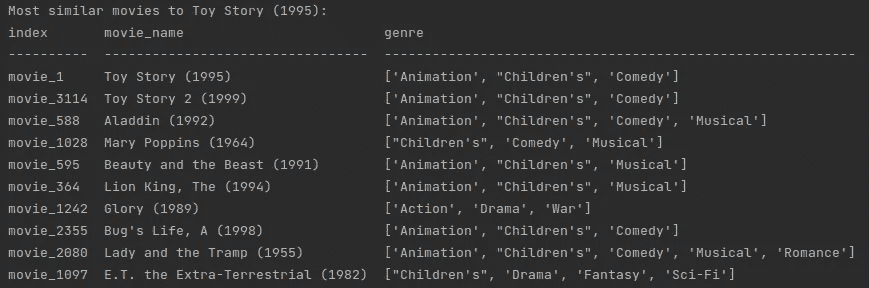 Most similar movies to Toy Story (1995):
index       movie_name                         genre
----------  ---------------------------------  -----------------------------------------------------------
movie_1     Toy Story (1995)                   ['Animation', "Children's", 'Comedy']
movie_3114  Toy Story 2 (1999)                 ['Animation', "Children's", 'Comedy']
movie_588   Aladdin (1992)                     ['Animation', "Children's", 'Comedy', 'Musical']
movie_1028  Mary Poppins (1964)                ["Children's", 'Comedy', 'Musical']
movie_595   Beauty and the Beast (1991)        ['Animation', "Children's", 'Musical']
movie_364   Lion King, The (1994)              ['Animation', "Children's", 'Musical']
movie_1242  Glory (1989)                       ['Action', 'Drama', 'War']
movie_2355  Bug's Life, A (1998)               ['Animation', "Children's", 'Comedy']
movie_2080  Lady and the Tramp (1955)          ['Animation', "Children's", 'Comedy', 'Musical', 'Romance']
movie_1097  E.T. the Extra-Terrestrial (1982)  ["Children's", 'Drama', 'Fantasy', 'Sci-Fi']